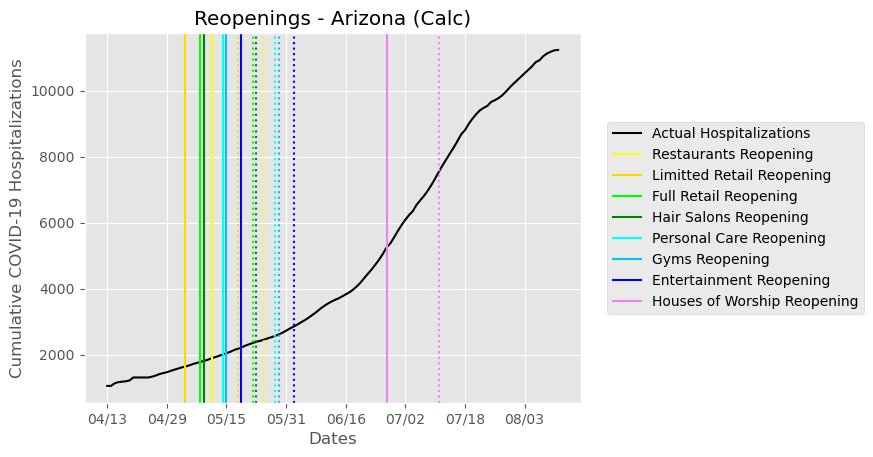 Reopenings - Arizona (Calc)
Cumulative COVID-19 Hospitalizations
10000
8000
6000
4000
2000
04/13
04/29
05/15
05/31
06/16
07/02
07/18
08/03
Dates
Actual Hospitalizations
Restaurants Reopening
Limitted Retail Reopening
Full Retail Reopening
Hair Salons Reopening
Personal Care Reopening
Gyms Reopening
Entertainment Reopening
Houses of Worship Reopening